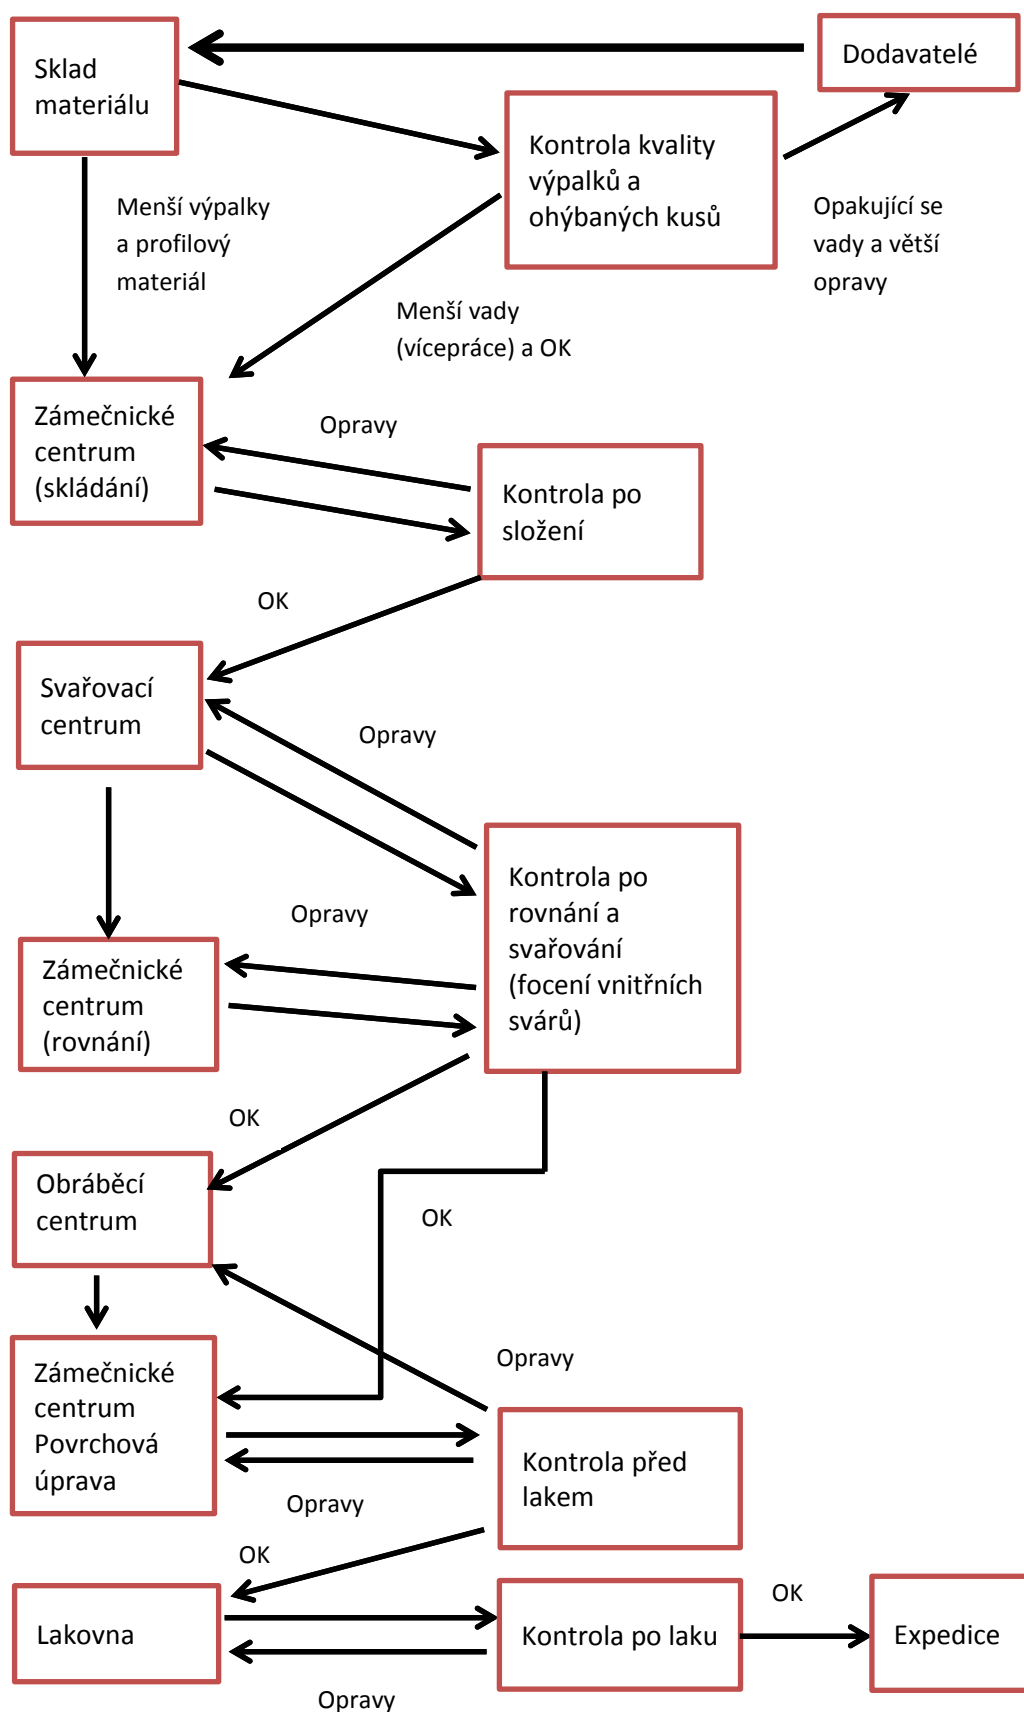 Sklad
materiálu
Dodavatelé
Kontrola kvality
výpalků a
ohýbaných kusů
Menší výpalky
a profilový
materiál
Opakující se
vady a větší
opravy
Menší vady
(vícepráce) a OK
Zámečnické
centrum
(skládání)
Opravy
Kontrola po
složení
OK
Svařovací
centrum
Opravy
Kontrola po
rovnání a
svařování
(focení vnitřních
svárů)
Opravy
Zámečnické
centrum
(rovnání)
OK
Obráběcí
centrum
OK
Opravy
Zámečnické
centrum
Povrchová
úprava
Kontrola před
lakem
Opravy
OK
Lakovna
Kontrola po laku
OK
Expedice
Opravy